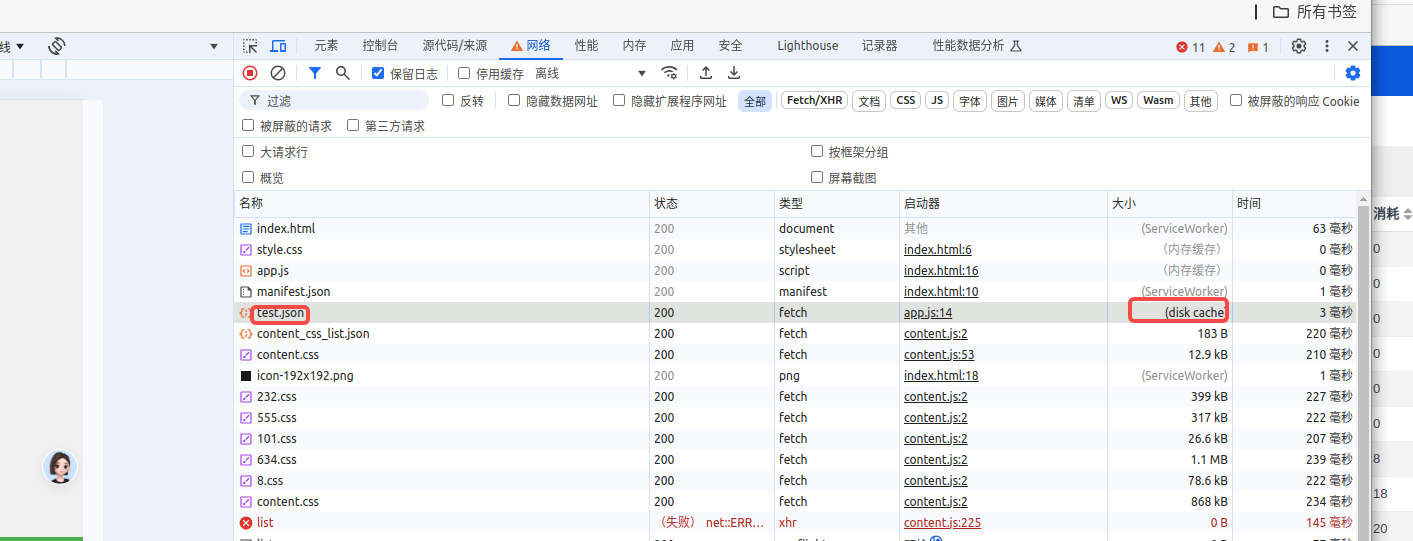 所有书签
线
元素 控制台 源代码/来源 网络 性能 内存 应用 安全 Lighthouse 记录器 性能数据分析 11 2 1
保留日志 停用缓存 离线
过滤 反转 隐藏数据网址 隐藏扩展程序网址 全部 Fetch/XHR 文档 CSS JS 字体 图片 媒体 清单 WS Wasm 其他 被屏蔽的响应 Cookie
被屏蔽的请求 第三方请求
大请求行 按框架分组
概览 屏幕截图
名称 状态 类型 启动器 大小 时间 消耗
index.html 200 document 其他 (ServiceWorker) 63 毫秒
style.css 200 stylesheet index.html:6 （内存缓存） 0 毫秒 0
app.js 200 script index.html:16 （内存缓存） 0 毫秒
manifest.json 200 manifest index.html:10 (ServiceWorker) 1 毫秒 0
test.json 200 fetch app.js:14 (disk cache) 3 毫秒 0
content_css_list.json 200 fetch content.js:2 183 B 220 毫秒
content.css 200 fetch content.js:53 12.9 kB 210 毫秒 0
icon-192x192.png 200 png index.html:18 (ServiceWorker) 1 毫秒
232.css 200 fetch content.js:2 399 kB 227 毫秒 0
555.css 200 fetch content.js:2 317 kB 222 毫秒 0
101.css 200 fetch content.js:2 26.6 kB 207 毫秒
634.css 200 fetch content.js:2 1.1 MB 239 毫秒 8
8.css 200 fetch content.js:2 78.6 kB 222 毫秒
content.css 200 fetch content.js:2 868 kB 234 毫秒 18
list （失败） net::ERR... xhr content.js:225 0 B 145 毫秒 20